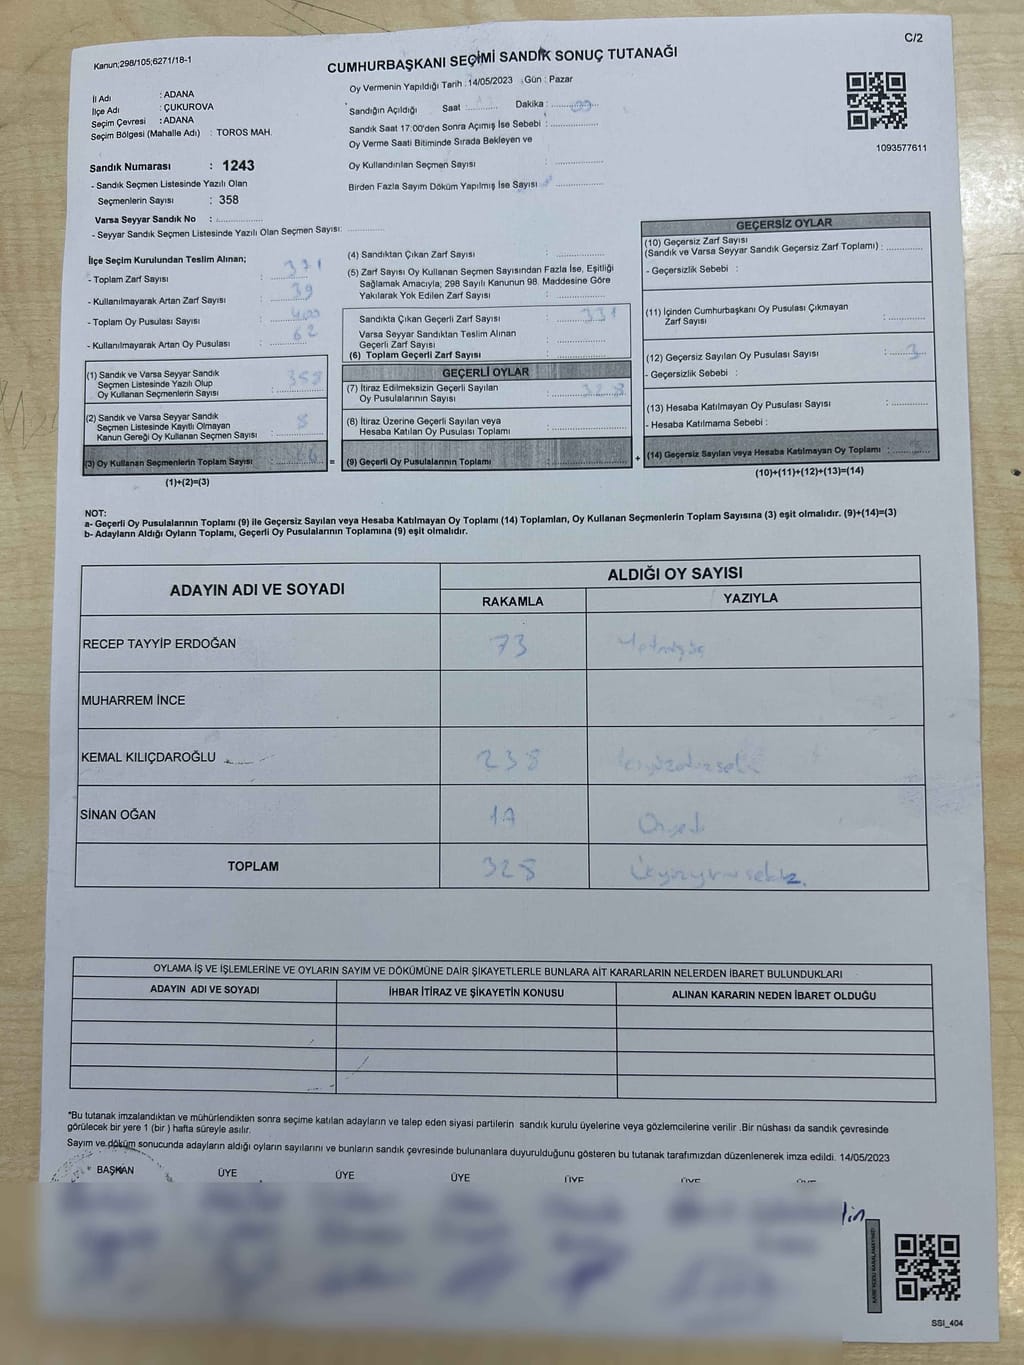 C/2
Kanun;298/105;6271/18-1
CUMHURBAŞKANI SEÇİMİ SANDIK SONUÇ TUTANAĞI
Oy Vermenin Yapıldığı Tarih : 14/05/2023 Gün : Pazar
İl Adı : ADANA
İlçe Adı : ÇUKUROVA
Seçim Çevresi : ADANA
Seçim Bölgesi (Mahalle Adı) : TOROS MAH.
Sandığın Açıldığı Saat :.......... Dakika :..........
Sandık Saat 17:00'den Sonra Açımış İse Sebebi :................
Oy Verme Saati Bitiminde Sırada Bekleyen ve
Oy Kullandırılan Seçmen Sayısı :................
Birden Fazla Sayım Döküm Yapılmış İse Sayısı :................
1093577611
Sandık Numarası : 1243
- Sandık Seçmen Listesinde Yazılı Olan
Seçmenlerin Sayısı : 358
Varsa Seyyar Sandık No :................
- Seyyar Sandık Seçmen Listesinde Yazılı Olan Seçmen Sayısı: ............
İlçe Seçim Kurulundan Teslim Alınan;
- Toplam Zarf Sayısı :
- Kullanılmayarak Artan Zarf Sayısı : 39
- Toplam Oy Pusulası Sayısı : 400
- Kullanılmayarak Artan Oy Pusulası : 62
(1) Sandık ve Varsa Seyyar Sandık
Seçmen Listesinde Yazılı Olup
Oy Kullanan Seçmenlerin Sayısı :
(2) Sandık ve Varsa Seyyar Sandık
Seçmen Listesinde Kayıtlı Olmayan
Kanun Gereği Oy Kullanan Seçmen Sayısı : 8
(3) Oy Kullanan Seçmenlerin Toplam Sayısı : =
(1)+(2)=(3)
(4) Sandıktan Çıkan Zarf Sayısı :
(5) Zarf Sayısı Oy Kullanan Seçmen Sayısından Fazla İse, Eşitliği
Sağlamak Amacıyla; 298 Sayılı Kanunun 98. Maddesine Göre
Yakılarak Yok Edilen Zarf Sayısı :
Sandıkta Çıkan Geçerli Zarf Sayısı : 331
Varsa Seyyar Sandıktan Teslim Alınan
Geçerli Zarf Sayısı :
(6) Toplam Geçerli Zarf Sayısı :
GEÇERLİ OYLAR
(7) İtiraz Edilmeksizin Geçerli Sayılan
Oy Pusulalarının Sayısı : 328
(8) İtiraz Üzerine Geçerli Sayılan veya
Hesaba Katılan Oy Pusulası Toplamı :
(9) Geçerli Oy Pusulalarının Toplamı : +
GEÇERSİZ OYLAR
(10) Geçersiz Zarf Sayısı
(Sandık ve Varsa Seyyar Sandık Geçersiz Zarf Toplamı) :
- Geçersizlik Sebebi :
(11) İçinden Cumhurbaşkanı Oy Pusulası Çıkmayan
Zarf Sayısı :
(12) Geçersiz Sayılan Oy Pusulası Sayısı : 3
- Geçersizlik Sebebi :
(13) Hesaba Katılmayan Oy Pusulası Sayısı :
- Hesaba Katılmama Sebebi :
(14) Geçersiz Sayılan veya Hesaba Katılmayan Oy Toplamı :
(10)+(11)+(12)+(13)=(14)
NOT:
a- Geçerli Oy Pusulalarının Toplamı (9) ile Geçersiz Sayılan veya Hesaba Katılmayan Oy Toplamı (14) Toplamları, Oy Kullanan Seçmenlerin Toplam Sayısına (3) eşit olmalıdır. (9)+(14)=(3)
b- Adayların Aldığı Oyların Toplamı, Geçerli Oy Pusulalarının Toplamına (9) eşit olmalıdır.
ADAYIN ADI VE SOYADI ALDIĞI OY SAYISI
RAKAMLA YAZIYLA
RECEP TAYYİP ERDOĞAN 73
MUHARREM İNCE
KEMAL KILIÇDAROĞLU 238
SİNAN OĞAN
TOPLAM 328
OYLAMA İŞ VE İŞLEMLERİNE VE OYLARIN SAYIM VE DÖKÜMÜNE DAİR ŞİKAYETLERLE BUNLARA AİT KARARLARIN NELERDEN İBARET BULUNDUKLARI
ADAYIN ADI VE SOYADI İHBAR İTİRAZ VE ŞİKAYETİN KONUSU ALINAN KARARIN NEDEN İBARET OLDUĞU
*Bu tutanak imzalandıktan ve mühürlendikten sonra seçime katılan adayların ve talep eden siyasi partilerin sandık kurulu üyelerine veya gözlemcilerine verilir .Bir nüshası da sandık çevresinde
görülecek bir yere 1 (bir ) hafta süreyle asılır.
Sayım ve döküm sonucunda adayların aldığı oyların sayılarını ve bunların sandık çevresinde bulunanlara duyurulduğunu gösteren bu tutanak tarafımızdan düzenlenerek imza edildi. 14/05/2023
BAŞKAN ÜYE ÜYE ÜYE ÜYE ÜYE ÜYE
SSI_404